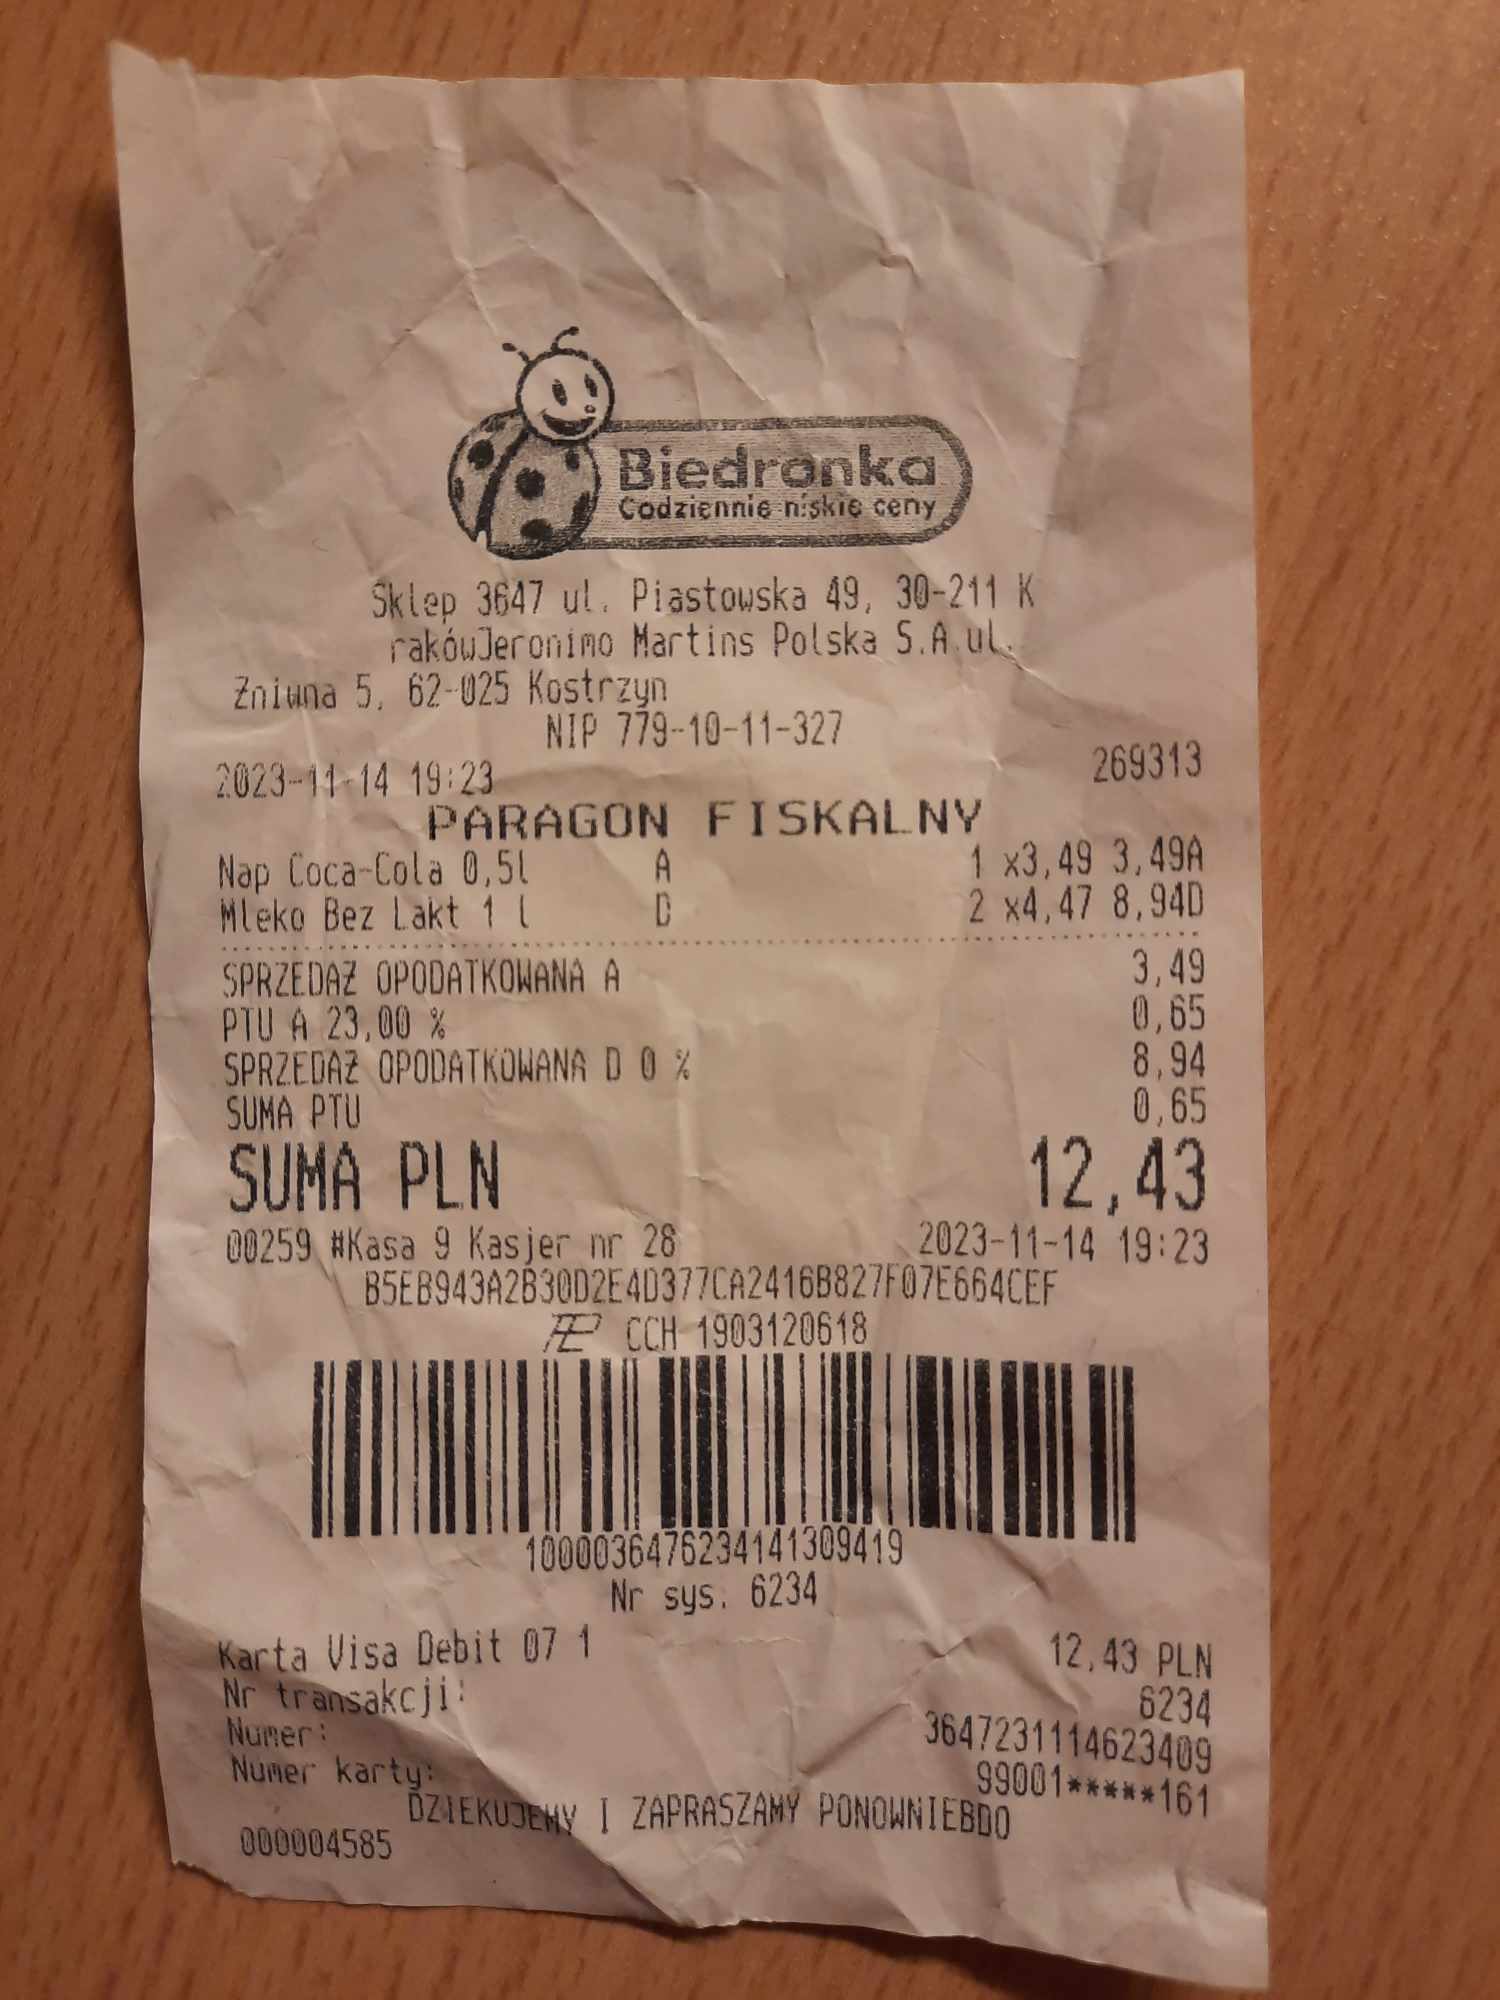 Biedronka
Codziennie niskie ceny
Sklep 3647 ul. Piastowska 49, 30-211 K
rakówJeronimo Martins Polska S.A.ul.
Żniwna 5, 62-025 Kostrzyn
NIP 779-10-11-327
2023-11-14 19:23 269313
PARAGON FISKALNY
Nap Coca-Cola 0,5l A 1 x3,49 3,49A
Mleko Bez Lakt 1 l D 2 x4,47 8,94D
SPRZEDAŻ OPODATKOWANA A 3,49
PTU A 23,00 % 0,65
SPRZEDAŻ OPODATKOWANA D 0 % 8,94
SUMA PTU 0,65
SUMA PLN 12,43
00259 #Kasa 9 Kasjer nr 28 2023-11-14 19:23
B5EB943A2B30D2E4D377CA2416B827F07E664CEF
CCH 1903120618
1000036476234141309419
Nr sys. 6234
Karta Visa Debit 07 1 12,43 PLN
Nr transakcji: 6234
Numer: 3647231114623409
Numer karty: 99001*****161
DZIEKUJEMY I ZAPRASZAMY PONOWNIEBDO
000004585